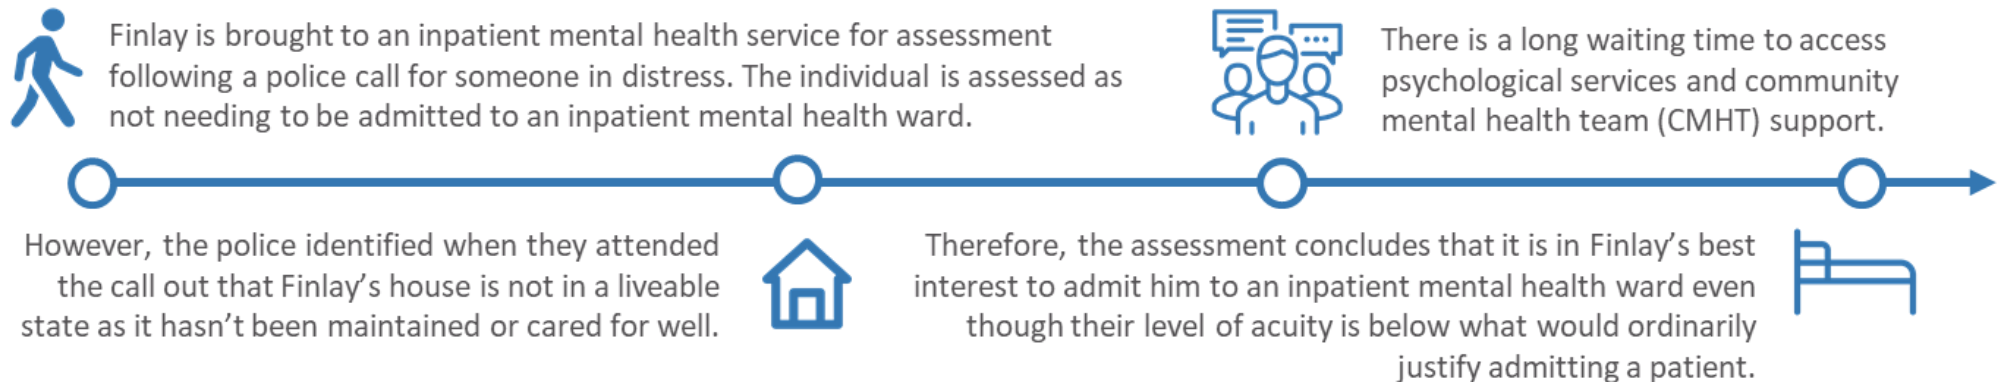 Finlay is brought to an inpatient mental health service for assessment
following a police call for someone in distress. The individual is assessed as
not needing to be admitted to an inpatient mental health ward.
However, the police identified when they attended
the call out that Finlay’s house is not in a liveable
state as it hasn’t been maintained or cared for well.
There is a long waiting time to access
psychological services and community
mental health team (CMHT) support.
Therefore, the assessment concludes that it is in Finlay’s best
interest to admit him to an inpatient mental health ward even
though their level of acuity is below what would ordinarily
justify admitting a patient.